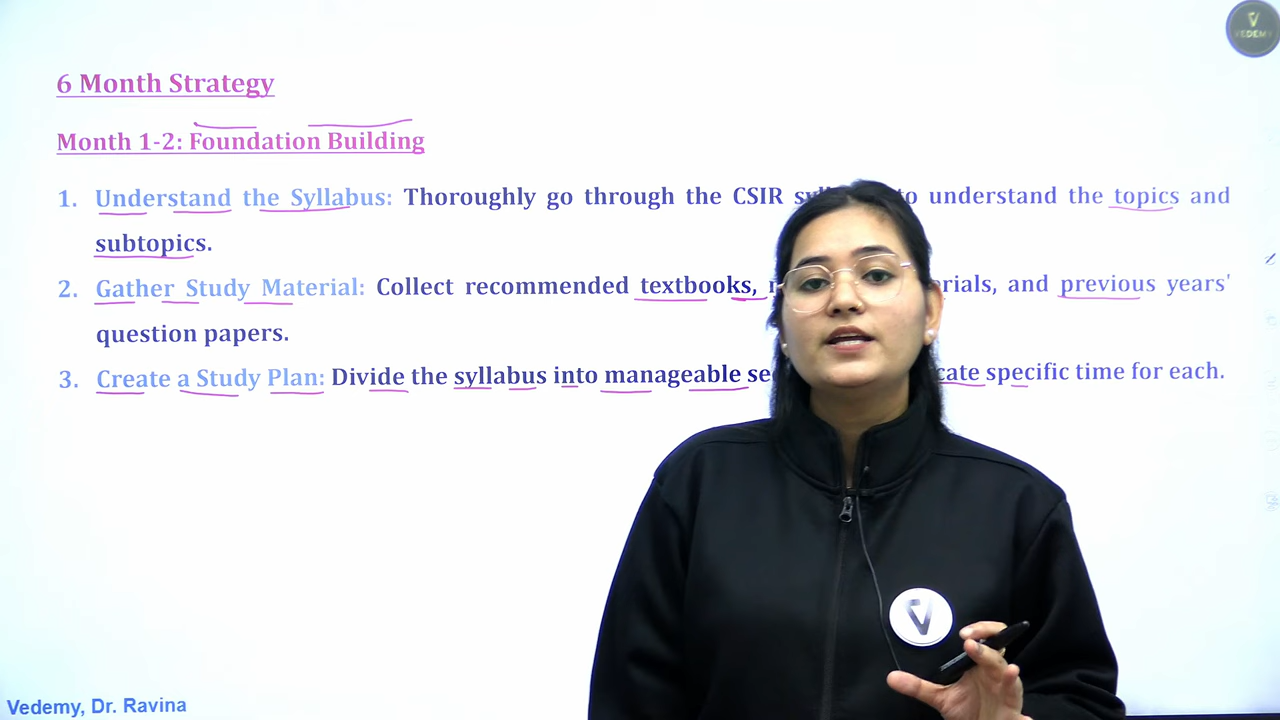 VEDEMY
6 Month Strategy
Month 1-2: Foundation Building
1. Understand the Syllabus: Thoroughly go through the CSIR to understand the topics and
subtopics.
2. Gather Study Material: Collect recommended textbooks, and previous years'
question papers.
3. Create a Study Plan: Divide the syllabus into manageable specific time for each.
Vedemy, Dr. Ravina